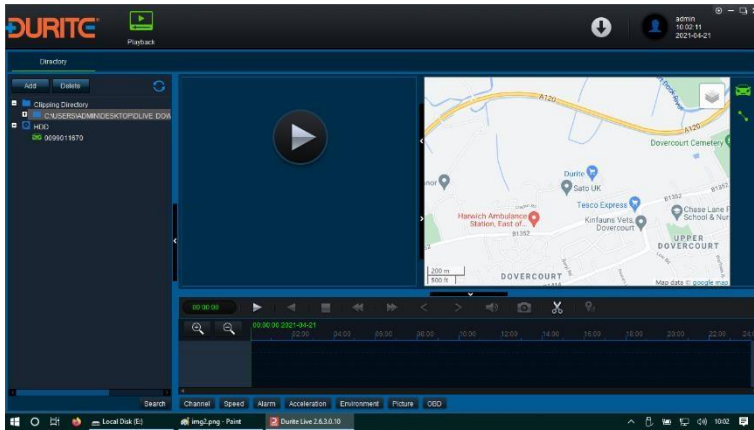 DURITE
Playback
admin
10:02:11
2021-04-21
Directory
Add Delete
Clipping Directory
C:\USERS\ADMIN\DESKTOP\DLIVE DOW
HDD
0099011670
A120
A120
Dovercourt Cemetery
Durite
Sato UK
Tesco Express
B1352
B1352
Harwich Ambulance
Station, East of...
Kinfauns Vets,
Dovercourt
Chase Lane P
School & Nur
B1352
UPPER
DOVERCOURT
200 m
500 ft
DOVERCOURT
Map data © google map
00:00:00
00:00:00 2021-04-21
02:00 04:00 06:00 08:00 10:00 12:00 14:00 16:00 18:00 20:00 22:00
Search Channel Speed Alarm Acceleration Environment Picture OBD
Local Disk (E:) img2.png - Paint Durite Live 2.6.3.0.10 10:02